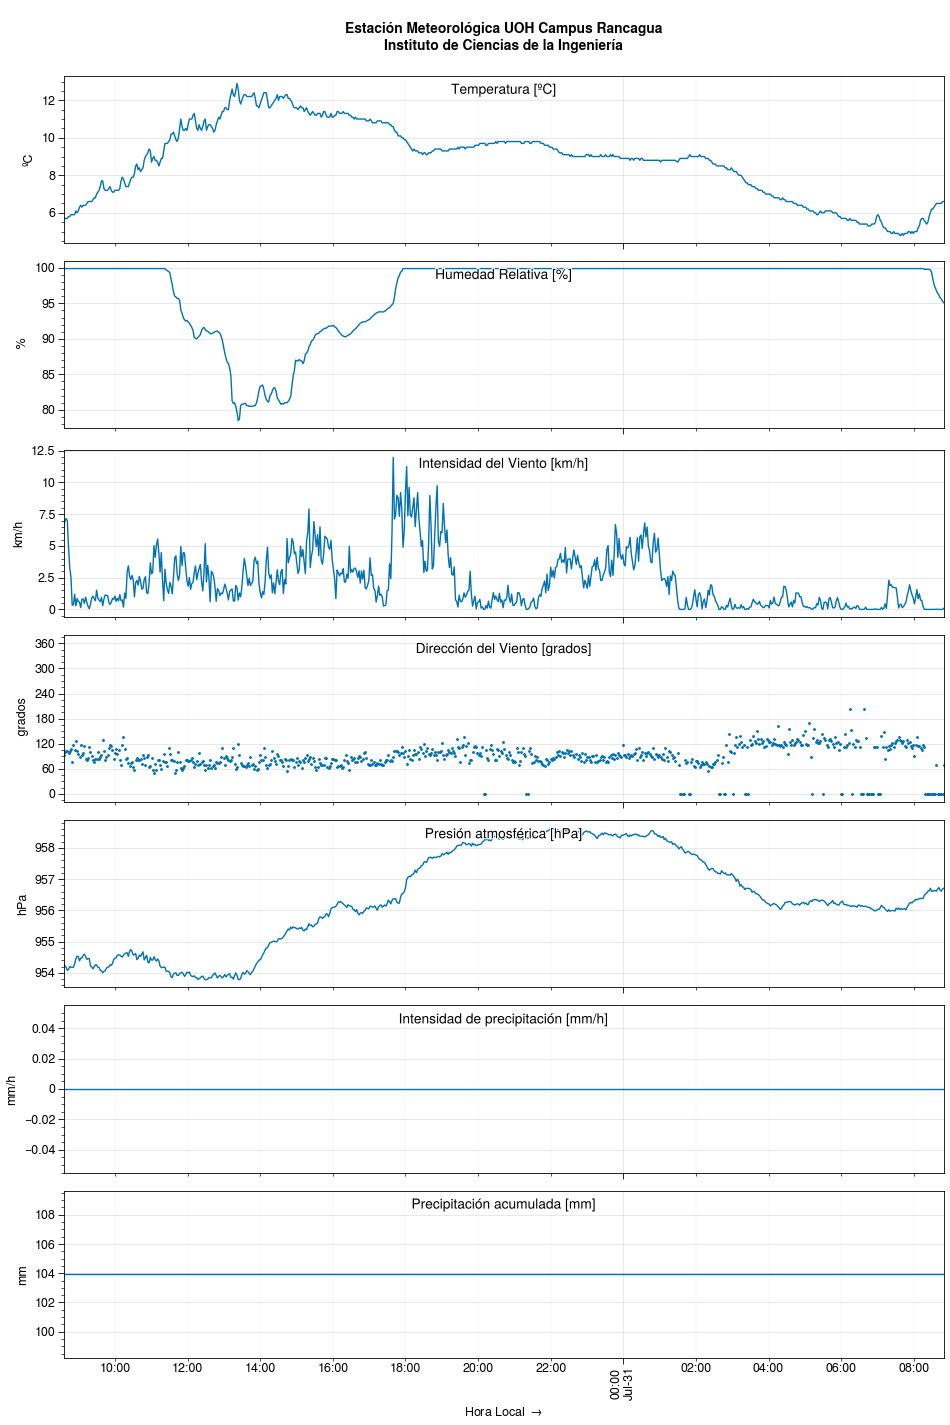 Estación Meteorológica UOH Campus Rancagua
Instituto de Ciencias de la Ingeniería
Temperatura [ºC]
ºC
12
10
8
6
Humedad Relativa [%]
%
100
95
90
85
80
Intensidad del Viento [km/h]
km/h
12.5
10
7.5
5
2.5
0
Dirección del Viento [grados]
grados
360
300
240
180
120
60
0
Presión atmosférica [hPa]
hPa
958
957
956
955
954
Intensidad de precipitación [mm/h]
mm/h
0.04
0.02
0
−0.02
−0.04
Precipitación acumulada [mm]
mm
108
106
104
102
100
10:00 12:00 14:00 16:00 18:00 20:00 22:00 00:00 02:00 04:00 06:00 08:00
Jul-31
Hora Local →